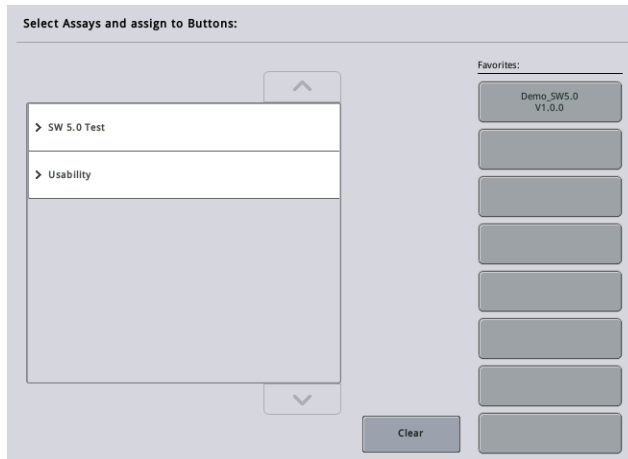 Select Assays and assign to Buttons:
Favorites:
Demo_SW5.0
V1.0.0
SW 5.0 Test
Usability
Clear